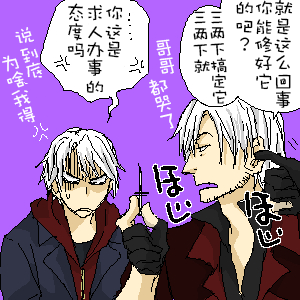 就是这么回事
你能修好它
的吧?
三两下搞定它
三两下就
哥哥
都哭了
……
你这是
求人办事的
态度吗
说到底
为啥我得
ほじ
ほじ